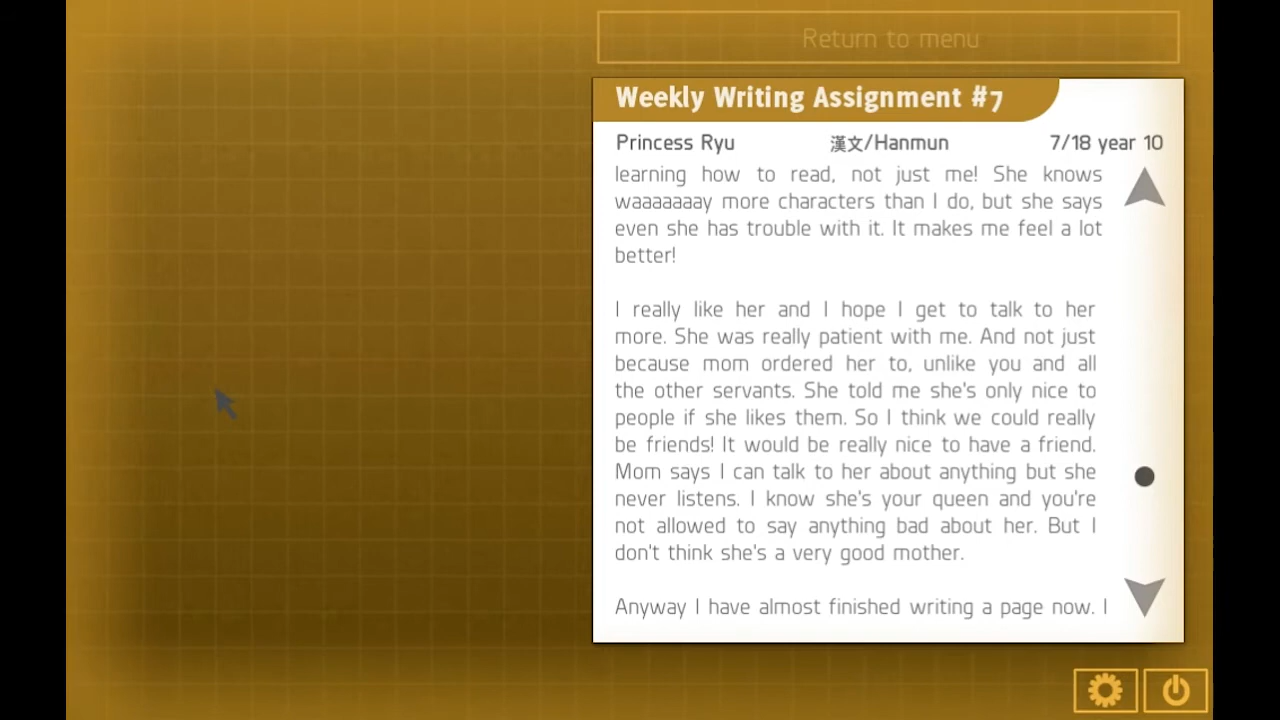 Return to menu
Weekly Writing Assignment #7
Princess Ryu 漢文/Hanmun 7/18 year 10
learning how to read, not just me! She knows
waaaaaaay more characters than I do, but she says
even she has trouble with it. It makes me feel a lot
better!
I really like her and I hope I get to talk to her
more. She was really patient with me. And not just
because mom ordered her to, unlike you and all
the other servants. She told me she's only nice to
people if she likes them. So I think we could really
be friends! It would be really nice to have a friend.
Mom says I can talk to her about anything but she
never listens. I know she's your queen and you're
not allowed to say anything bad about her. But I
don't think she's a very good mother.
Anyway I have almost finished writing a page now. I